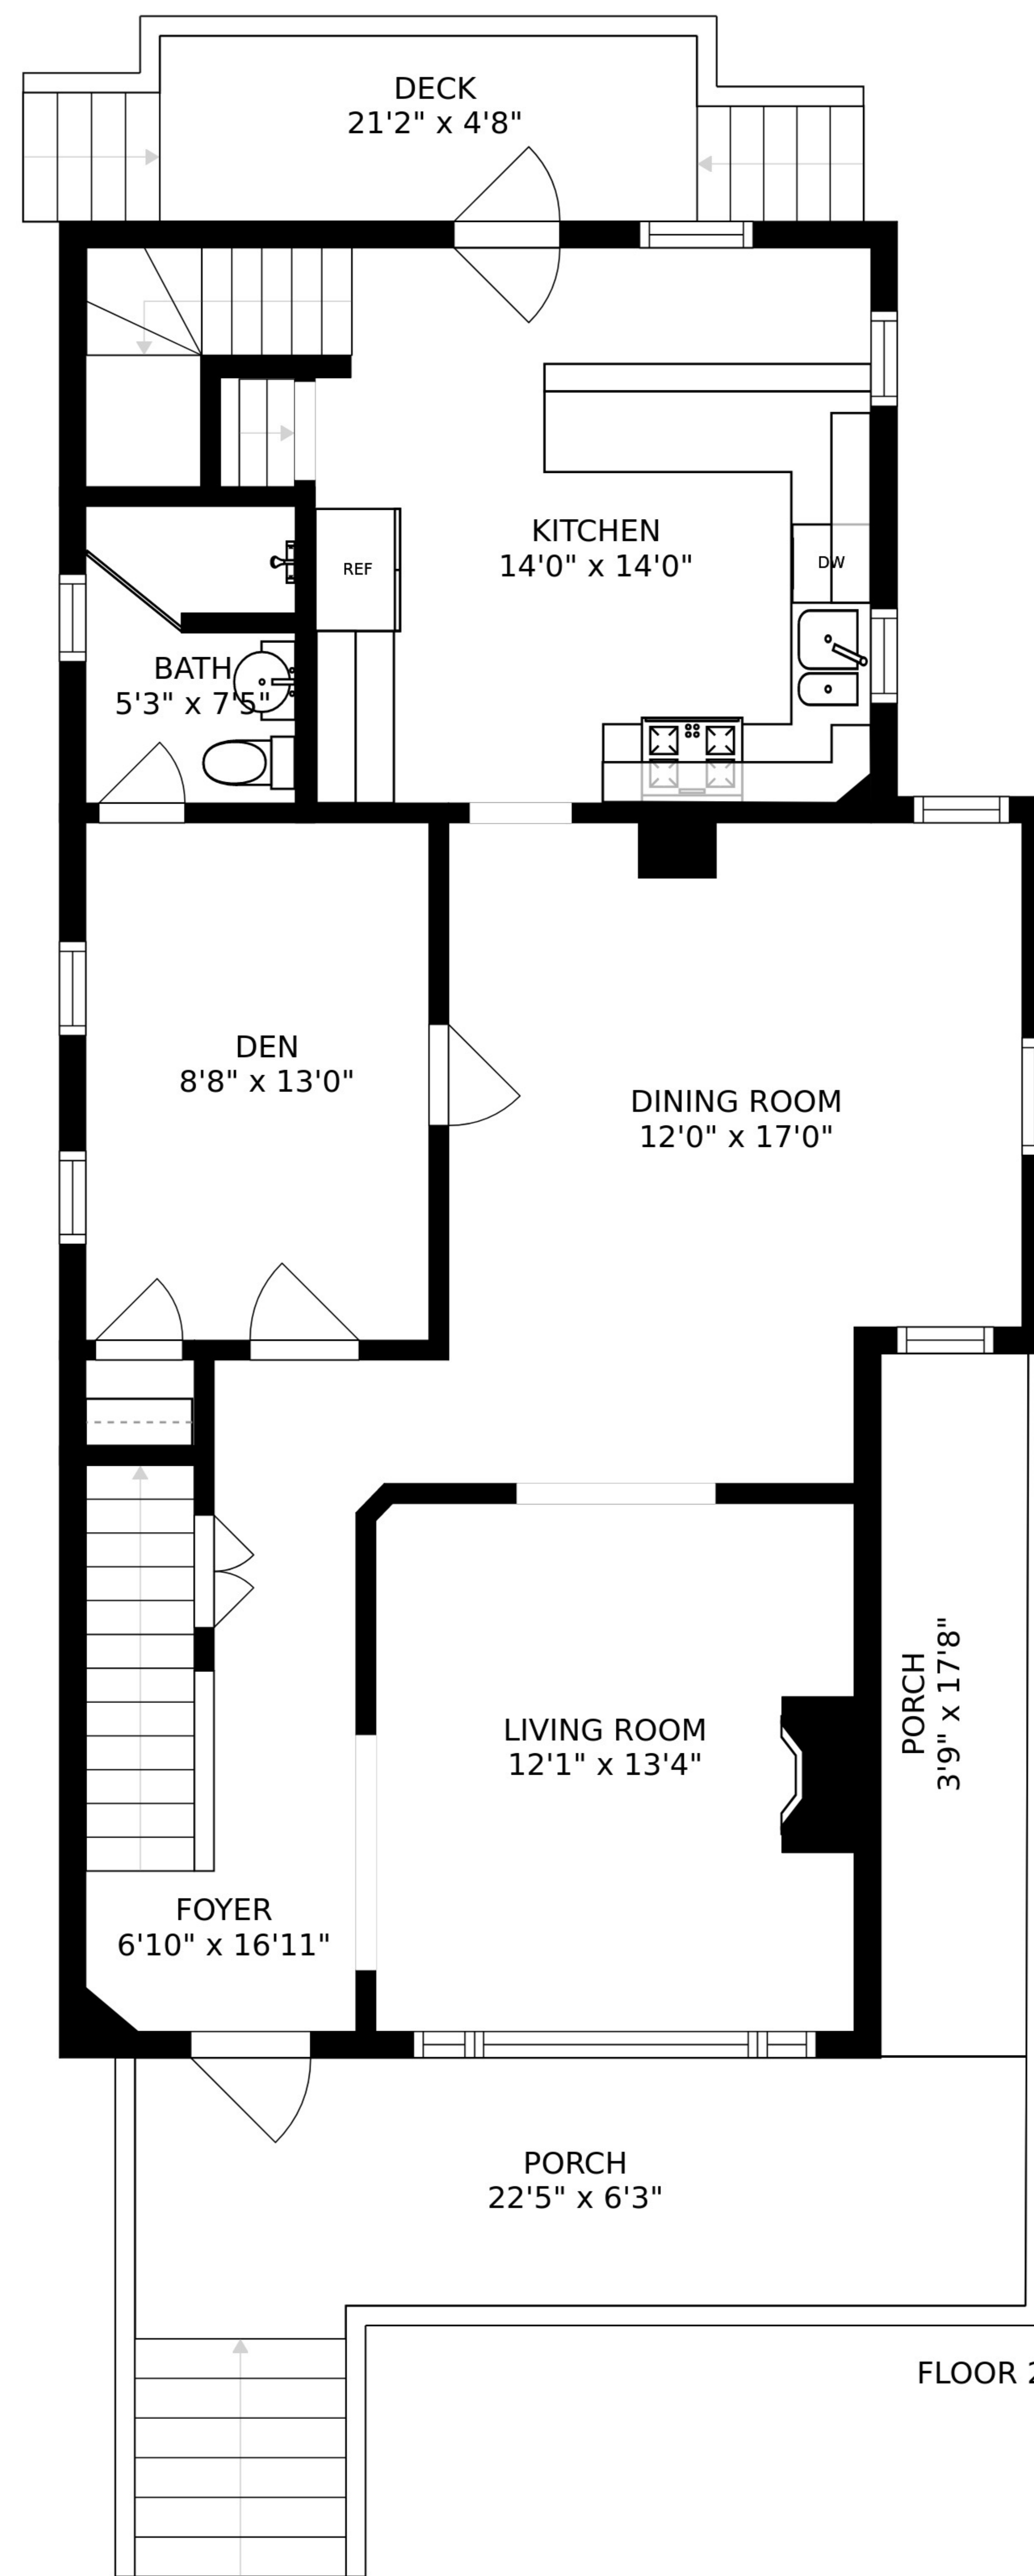 DECK
21'2" x 4'8"
KITCHEN
14'0" x 14'0"
REF
DW
BATH
5'3" x 7'5"
DEN
8'8" x 13'0"
DINING ROOM
12'0" x 17'0"
LIVING ROOM
12'1" x 13'4"
PORCH
3'9" x 17'8"
FOYER
6'10" x 16'11"
PORCH
22'5" x 6'3"
FLOOR 2